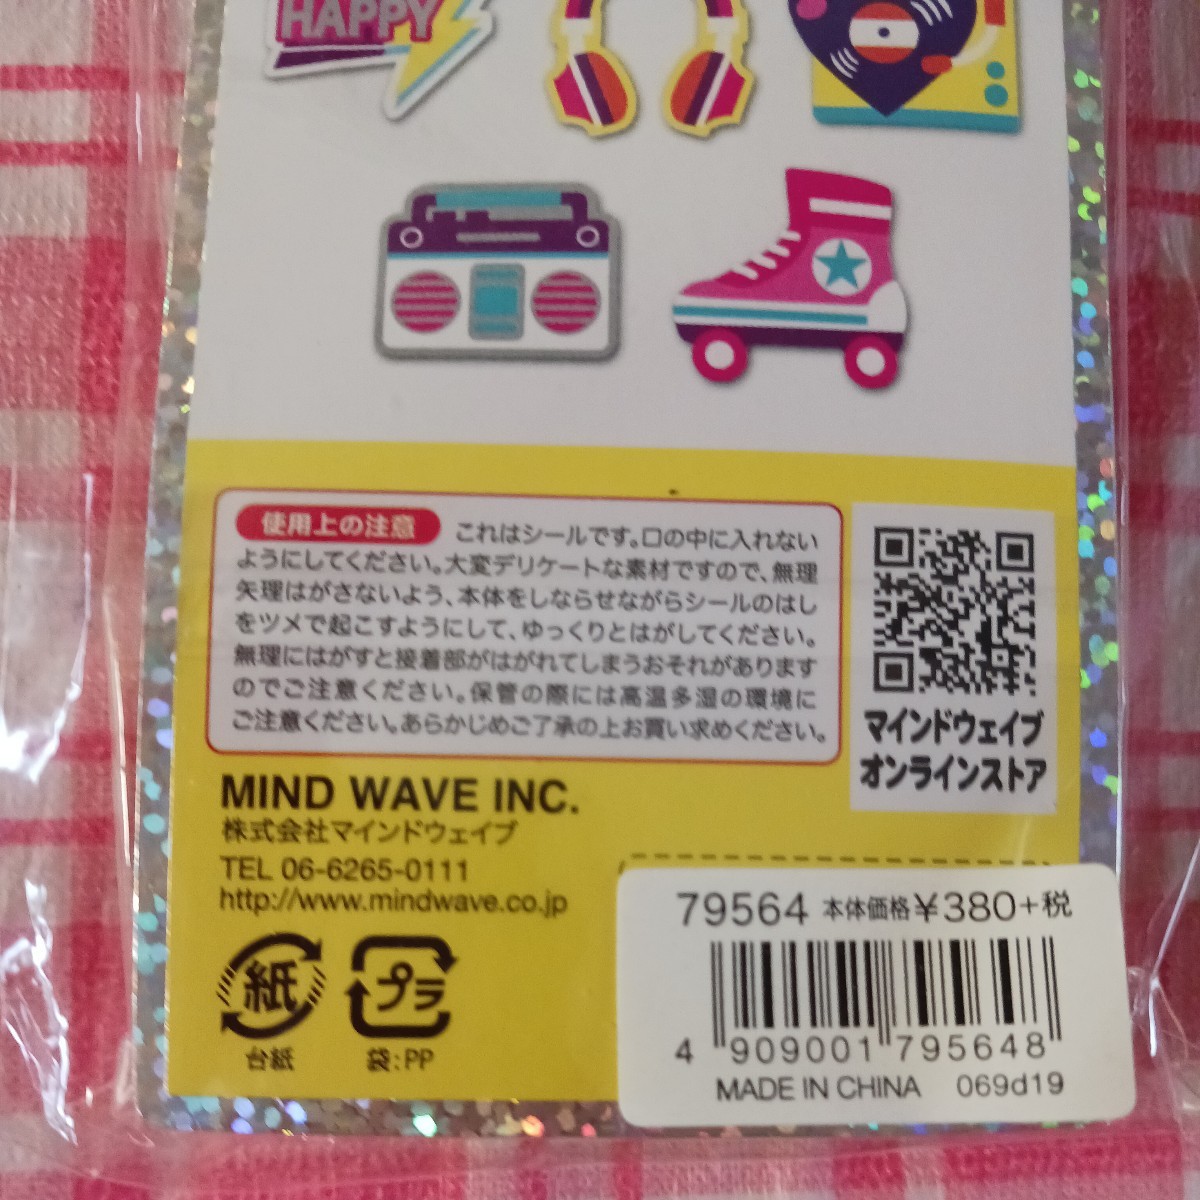 HAPPY
使用上の注意 これはシールです。口の中に入れない
ようにしてください。大変デリケートな素材ですので、無理
矢理はがさないよう、本体をしならせながらシールのはし
をツメで起こすようにして、ゆっくりとはがしてください。
無理にはがすと接着部がはがれてしまうおそれがあります
のでご注意ください。保管の際には高温多湿の環境に
ご注意ください。あらかじめご了承の上お買い求めください。
マインドウェイブ
オンラインストア
MIND WAVE INC.
株式会社マインドウェイブ
TEL 06-6265-0111
http://www.mindwave.co.jp
紙
台紙
プラ
袋:PP
79564 本体価格¥380+税
4 909001 795648
MADE IN CHINA 069d19